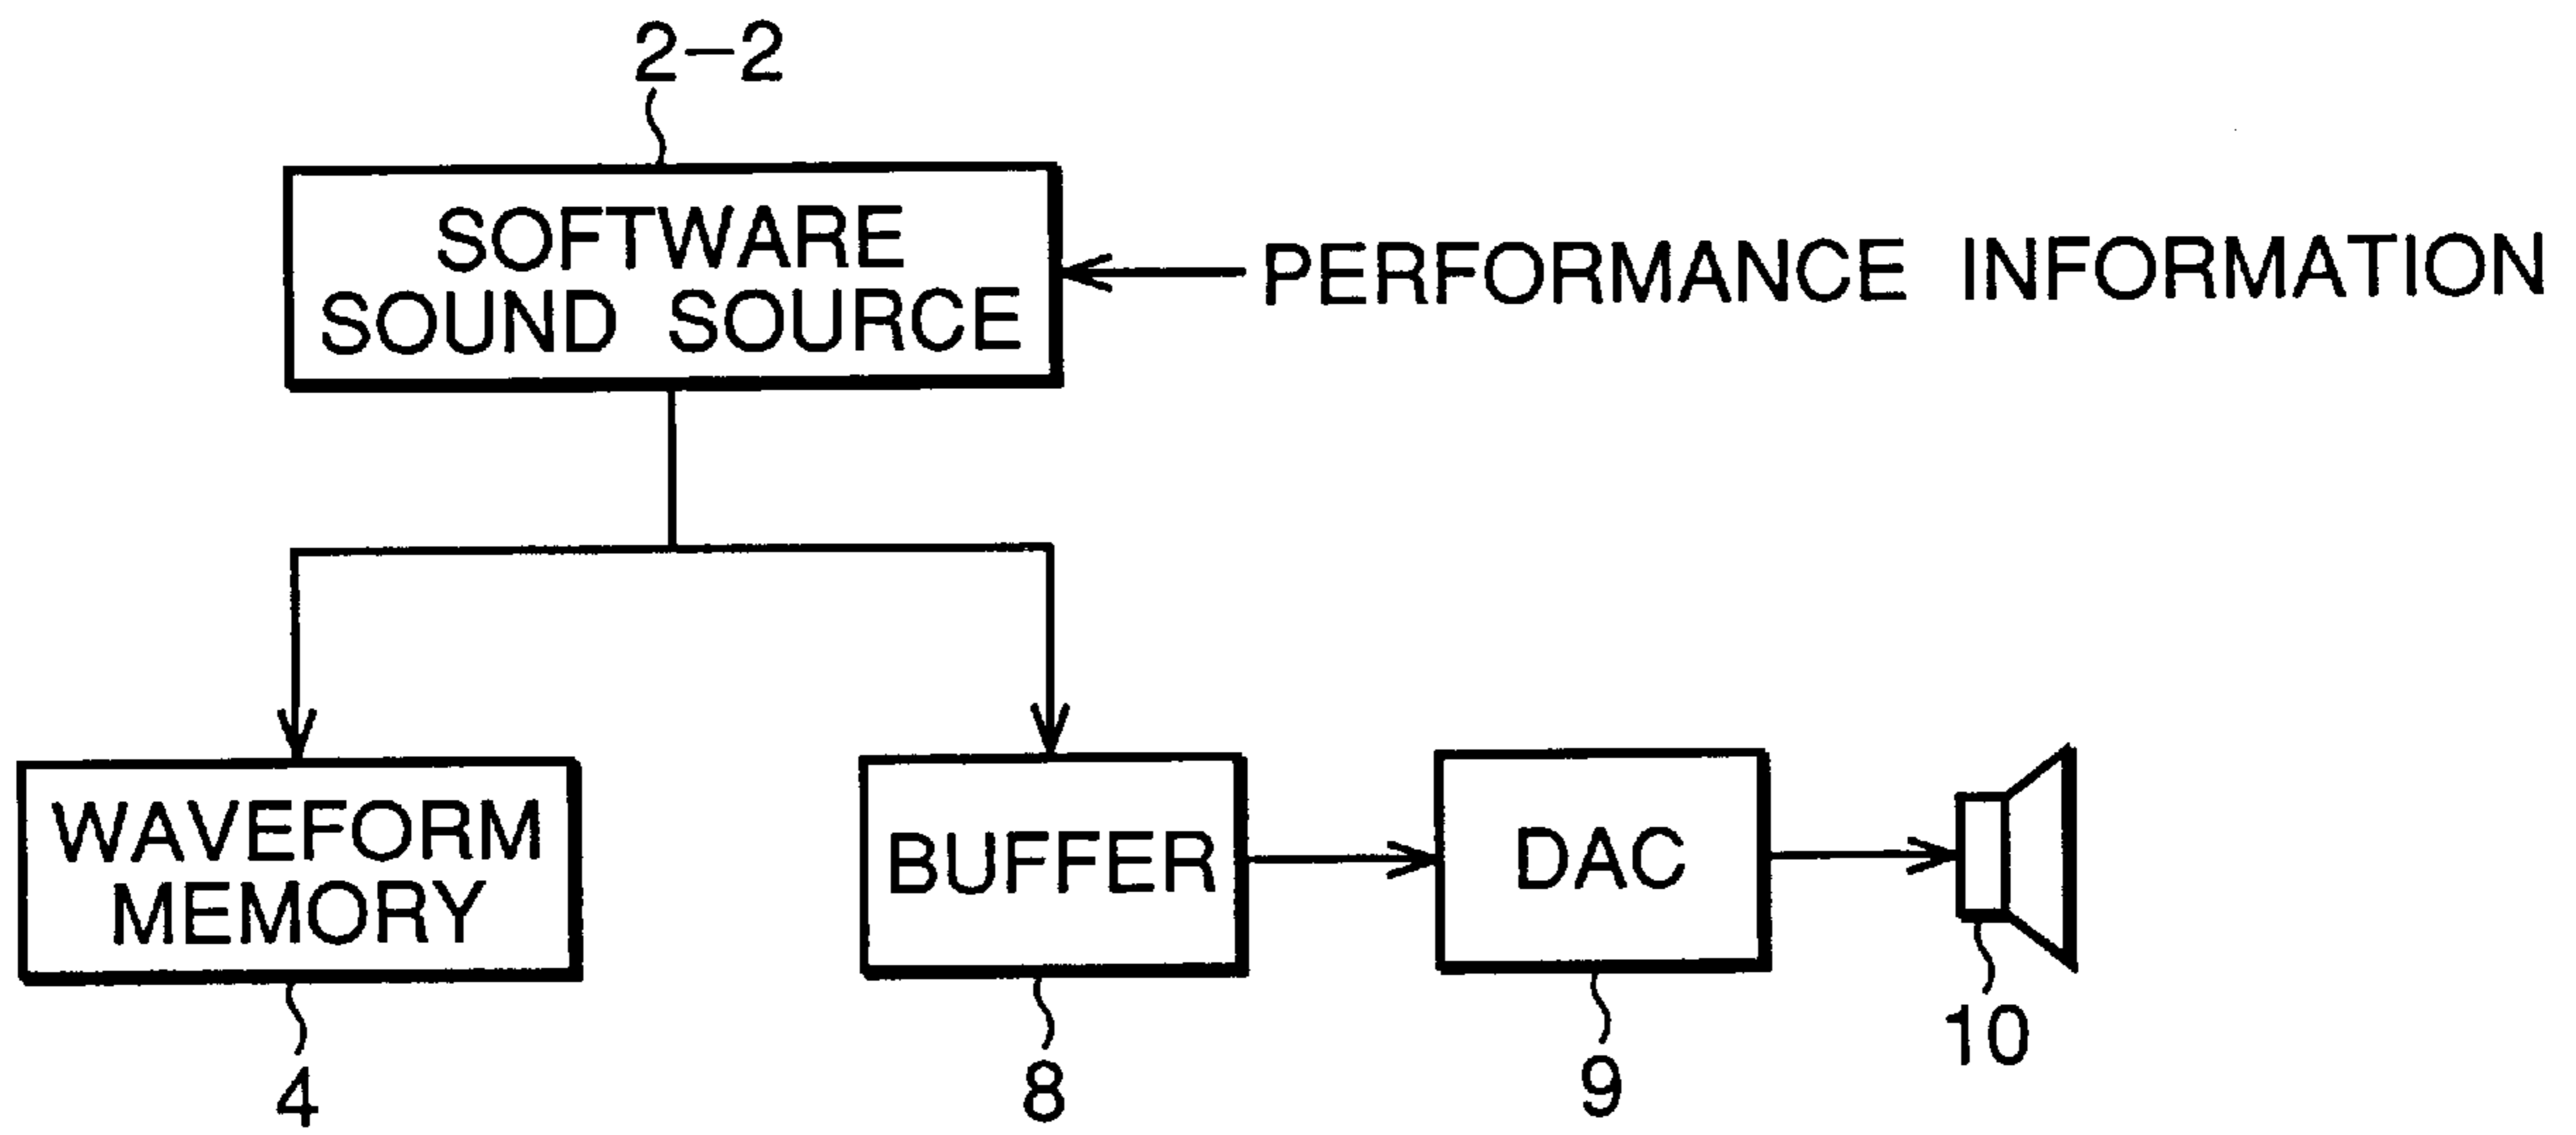 2-2
SOFTWARE
SOUND SOURCE
PERFORMANCE INFORMATION
WAVEFORM
MEMORY
BUFFER
DAC
4
8
9
10